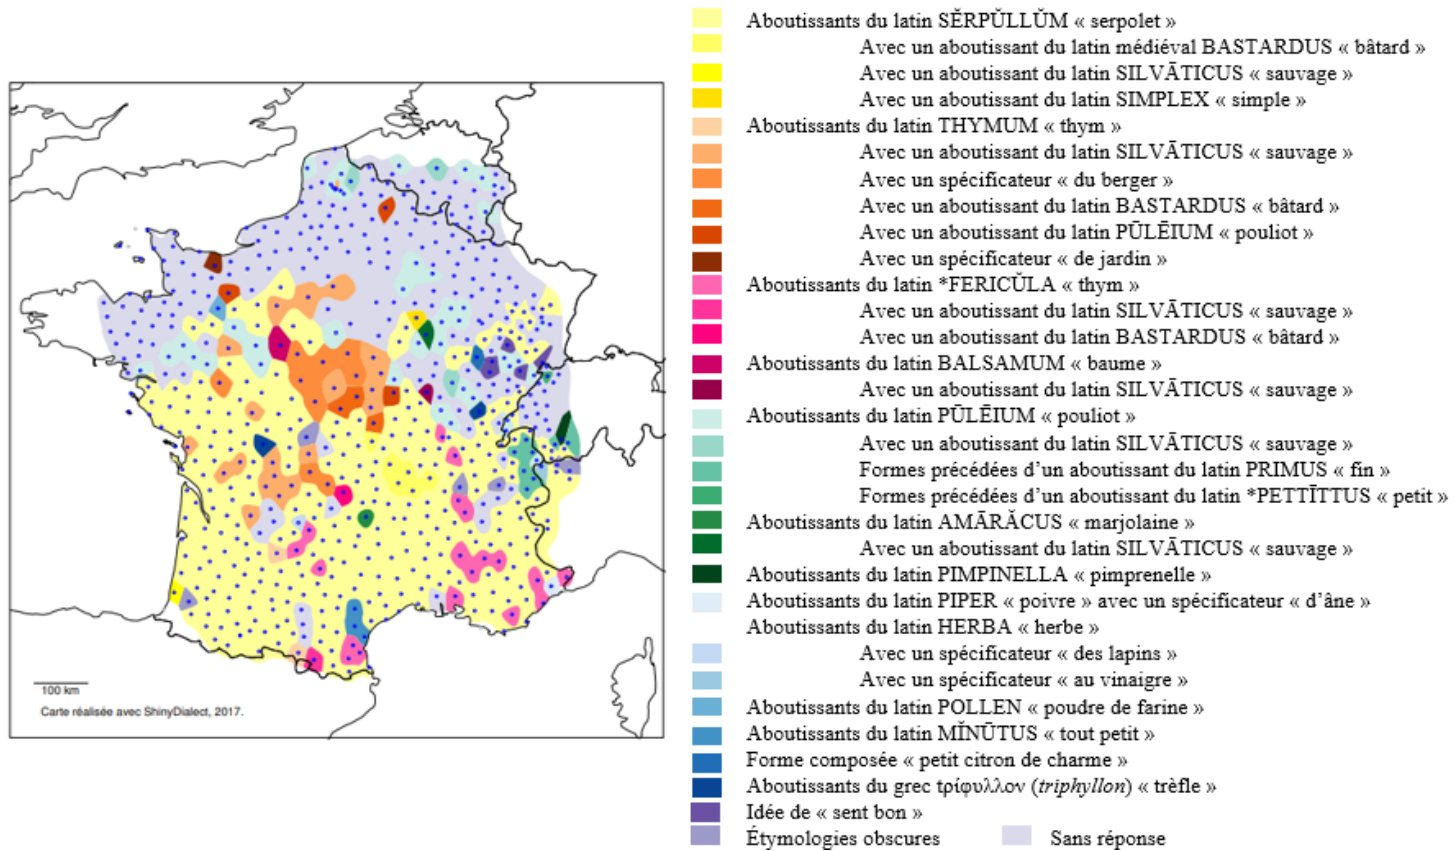 Aboutissants du latin SĔRPŬLLŬM « serpolet »
Avec un aboutissant du latin médiéval BASTARDUS « bâtard »
Avec un aboutissant du latin SILVĀTICUS « sauvage »
Avec un aboutissant du latin SIMPLEX « simple »
Aboutissants du latin THYMUM « thym »
Avec un aboutissant du latin SILVĀTICUS « sauvage »
Avec un spécificateur « du berger »
Avec un aboutissant du latin BASTARDUS « bâtard »
Avec un aboutissant du latin PŪLĒIUM « pouliot »
Avec un spécificateur « de jardin »
Aboutissants du latin *FERICŬLA « thym »
Avec un aboutissant du latin SILVĀTICUS « sauvage »
Avec un aboutissant du latin BASTARDUS « bâtard »
Aboutissants du latin BALSAMUM « baume »
Avec un aboutissant du latin SILVĀTICUS « sauvage »
Aboutissants du latin PŪLĒIUM « pouliot »
Avec un aboutissant du latin SILVĀTICUS « sauvage »
Formes précédées d’un aboutissant du latin PRIMUS « fin »
Formes précédées d’un aboutissant du latin *PETTĪTTUS « petit »
Aboutissants du latin AMĀRĂCUS « marjolaine »
Avec un aboutissant du latin SILVĀTICUS « sauvage »
Aboutissants du latin PIMPINELLA « pimprenelle »
Aboutissants du latin PIPER « poivre » avec un spécificateur « d’âne »
Aboutissants du latin HERBA « herbe »
Avec un spécificateur « des lapins »
Avec un spécificateur « au vinaigre »
Aboutissants du latin POLLEN « poudre de farine »
Aboutissants du latin MĬNŪTUS « tout petit »
Forme composée « petit citron de charme »
Aboutissants du grec τρίφυλλον (triphyllon) « trèfle »
Idée de « sent bon »
Étymologies obscures Sans réponse
100 km
Carte réalisée avec ShinyDialect, 2017.